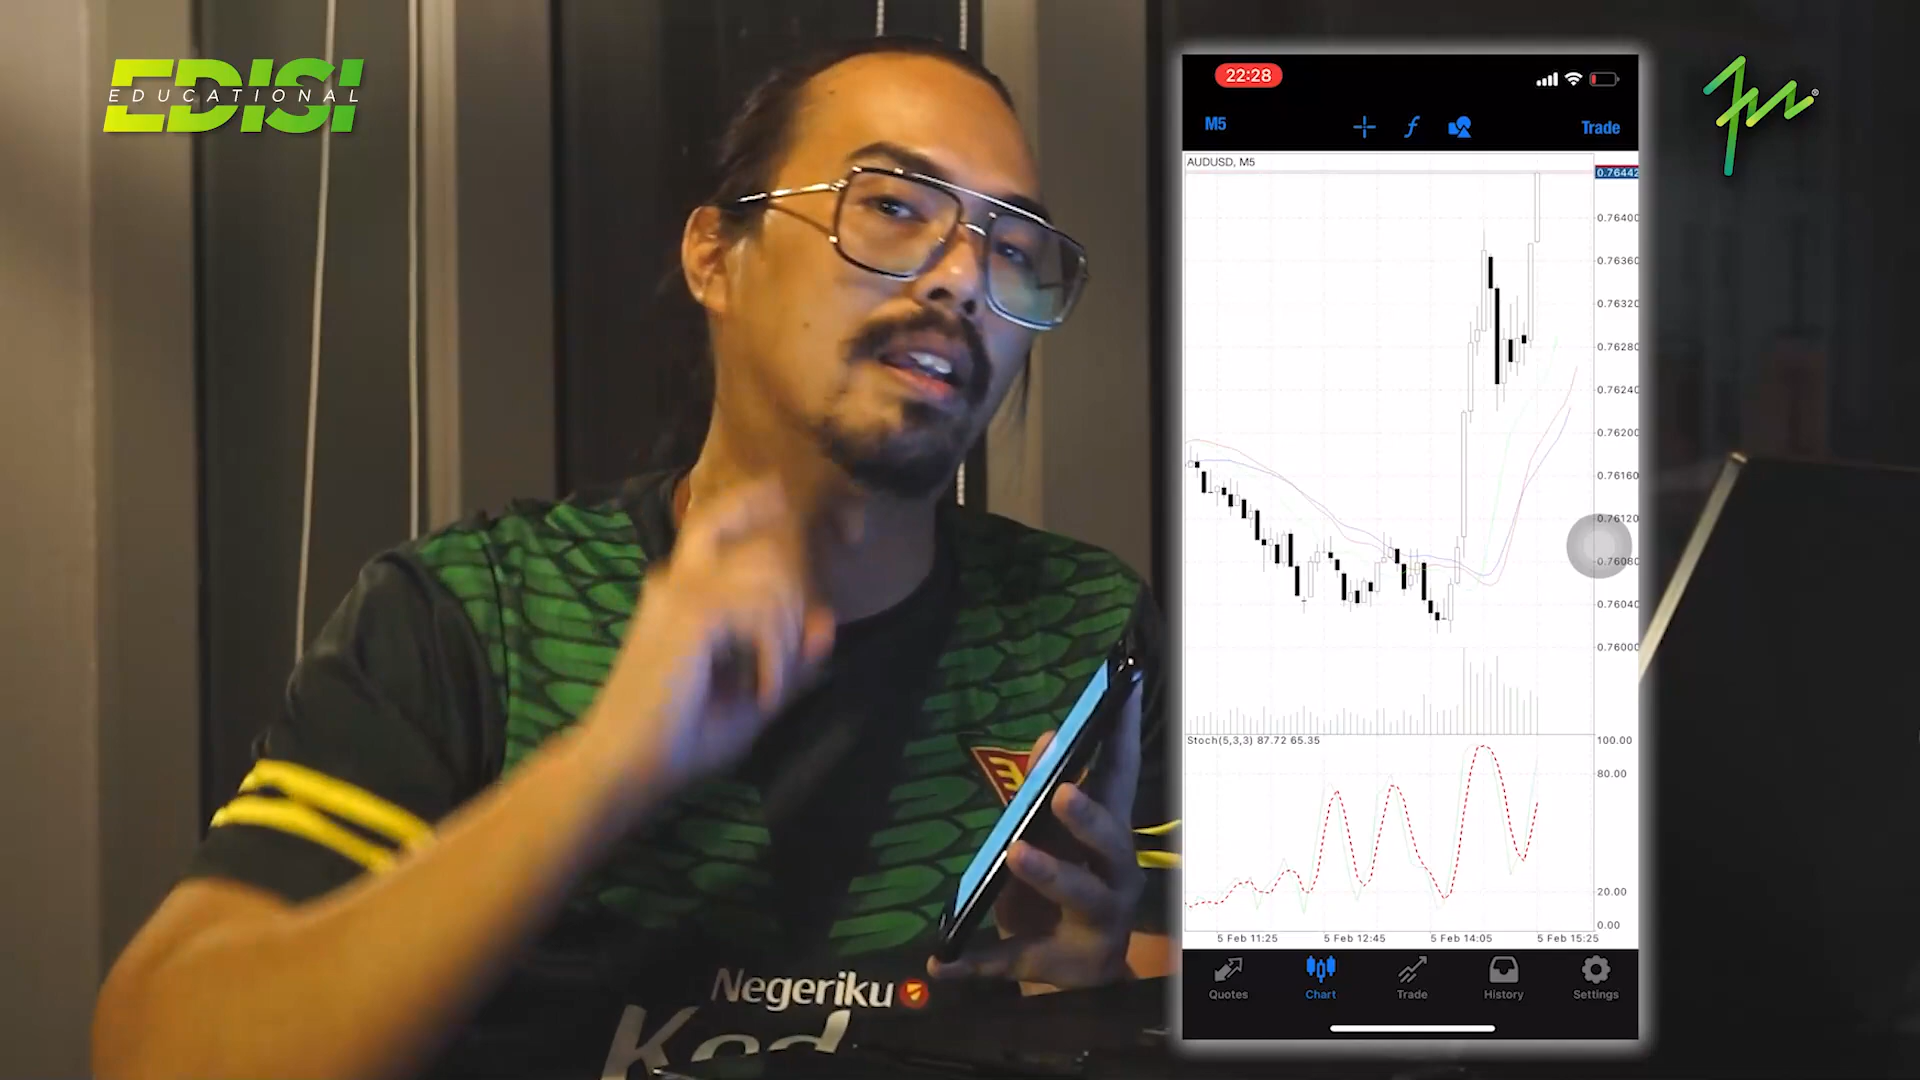 EDISI
EDUCATIONAL
22:28
M5
Trade
AUDUSD, M5
0.76442
0.76400
0.76360
0.76320
0.76280
0.76240
0.76200
0.76160
0.76120
0.76080
0.76040
0.76000
Stoch(5,3,3) 87.72 65.35
100.00
80.00
20.00
0.00
5 Feb 11:25
5 Feb 12:45
5 Feb 14:05
5 Feb 15:25
Quotes
Chart
Trade
History
Settings
Negeriku